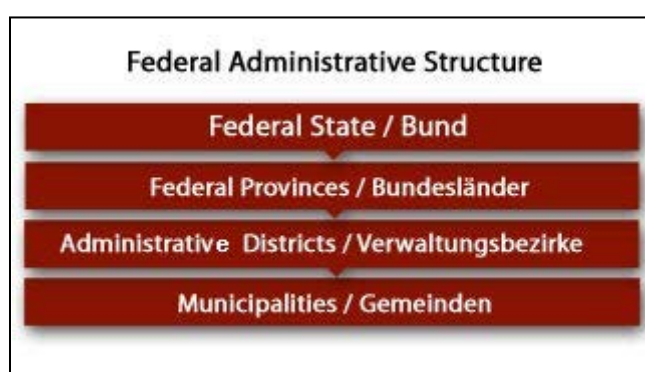 Federal Administrative Structure
Federal State / Bund
Federal Provinces / Bundesländer
Administrative Districts / Verwaltungsbezirke
Municipalities / Gemeinden